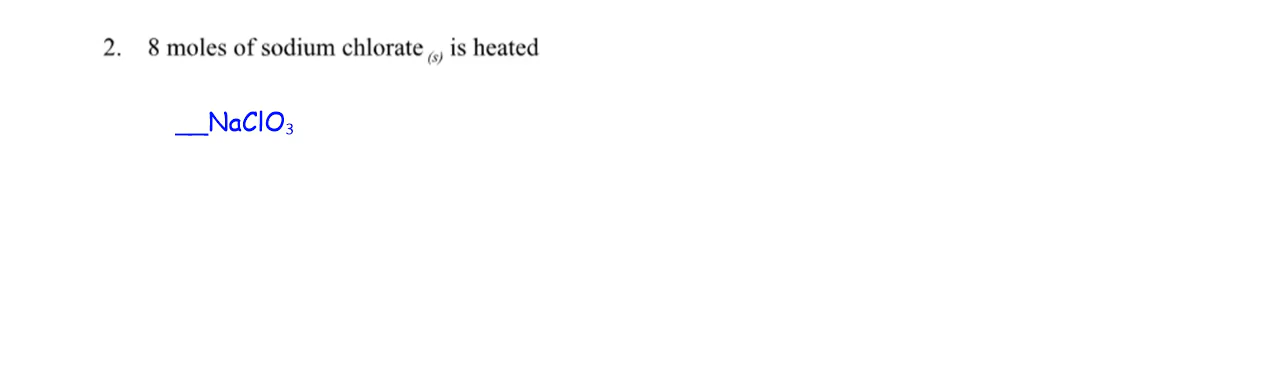 2. 8 moles of sodium chlorate (s) is heated
__NaClO₃